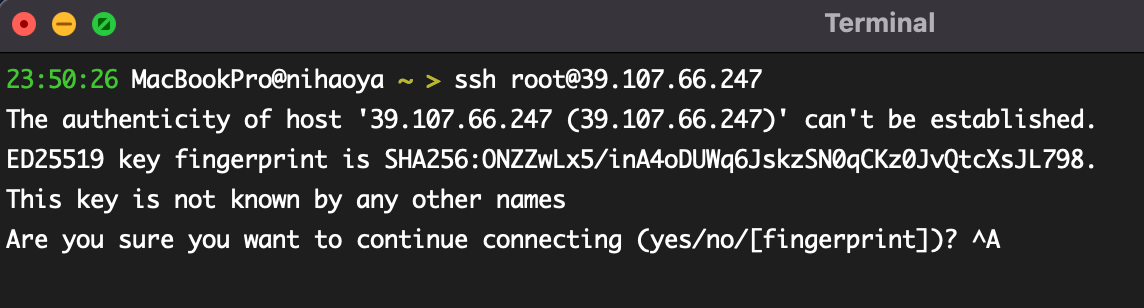 Terminal
23:50:26 MacBookPro@nihaoya ~ > ssh root@39.107.66.247
The authenticity of host '39.107.66.247 (39.107.66.247)' can't be established.
ED25519 key fingerprint is SHA256:ONZZwLx5/inA4oDUWq6JskzSN0qCKz0JvQtcXsJL798.
This key is not known by any other names
Are you sure you want to continue connecting (yes/no/[fingerprint])? ^A